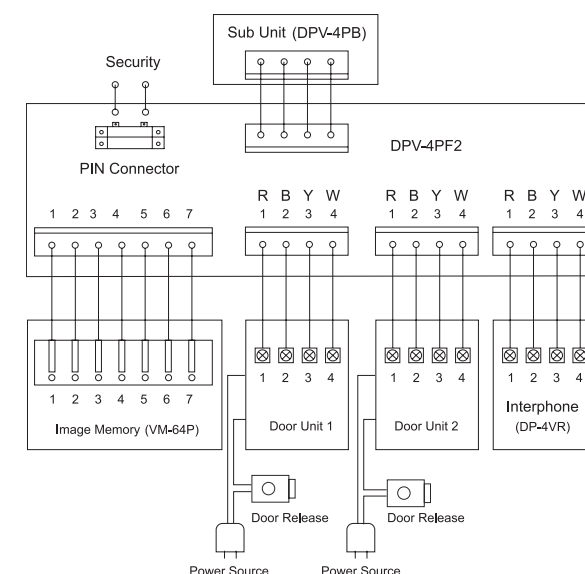 Sub Unit (DPV-4PB)
Security
DPV-4PF2
PIN Connector
R B Y W R B Y W R B Y W
1 2 3 4 5 6 7 1 2 3 4 1 2 3 4 1 2 3 4
1 2 3 4 1 2 3 4 1 2 3 4
1 2 3 4 5 6 7
Interphone
Image Memory (VM-64P) Door Unit 1 Door Unit 2 (DP-4VR)
Door Release Door Release
Power Source Power Source